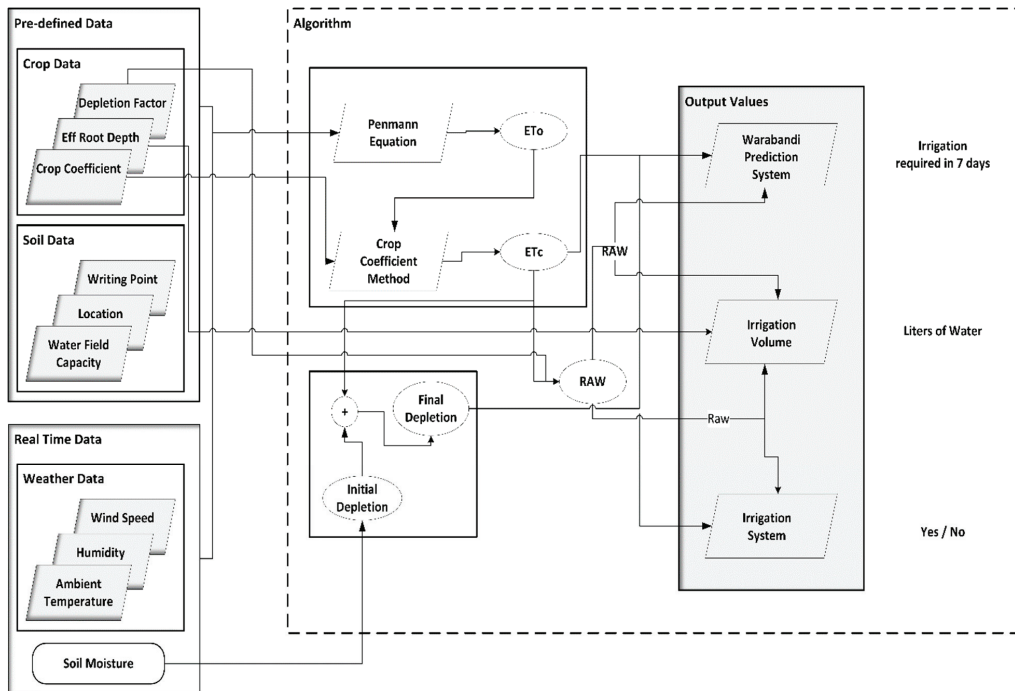 Pre-defined Data
Crop Data
Depletion Factor
Eff Root Depth
Crop Coefficient
Soil Data
Writing Point
Location
Water Field
Capacity
Real Time Data
Weather Data
Wind Speed
Humidity
Ambient
Temperature
Soil Moisture
Algorithm
Penmann
Equation
ETo
Crop
Coefficient
Method
ETc
RAW
RAW
Raw
+
Final
Depletion
Initial
Depletion
Output Values
Warabandi
Prediction
System
Irrigation
Volume
Irrigation
System
Irrigation
required in 7 days
Liters of Water
Yes / No